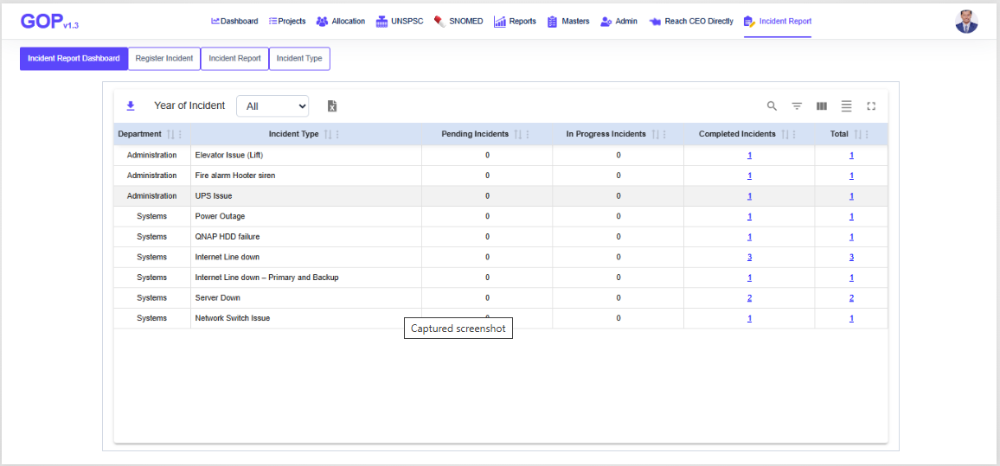 GOP v1.3
Dashboard Projects Allocation UNSPSC SNOMED Reports Masters Admin Reach CEO Directly Incident Report
Incident Report Dashboard Register Incident Incident Report Incident Type
Year of Incident All
Department Incident Type Pending Incidents In Progress Incidents Completed Incidents Total
Administration Elevator Issue (Lift) 0 0 1 1
Administration Fire alarm Hooter siren 0 0 1 1
Administration UPS Issue 0 0 1 1
Systems Power Outage 0 0 1 1
Systems QNAP HDD failure 0 0 1 1
Systems Internet Line down 0 0 3 3
Systems Internet Line down – Primary and Backup 0 0 1 1
Systems Server Down 0 0 2 2
Systems Network Switch Issue 0 0 1 1
Captured screenshot